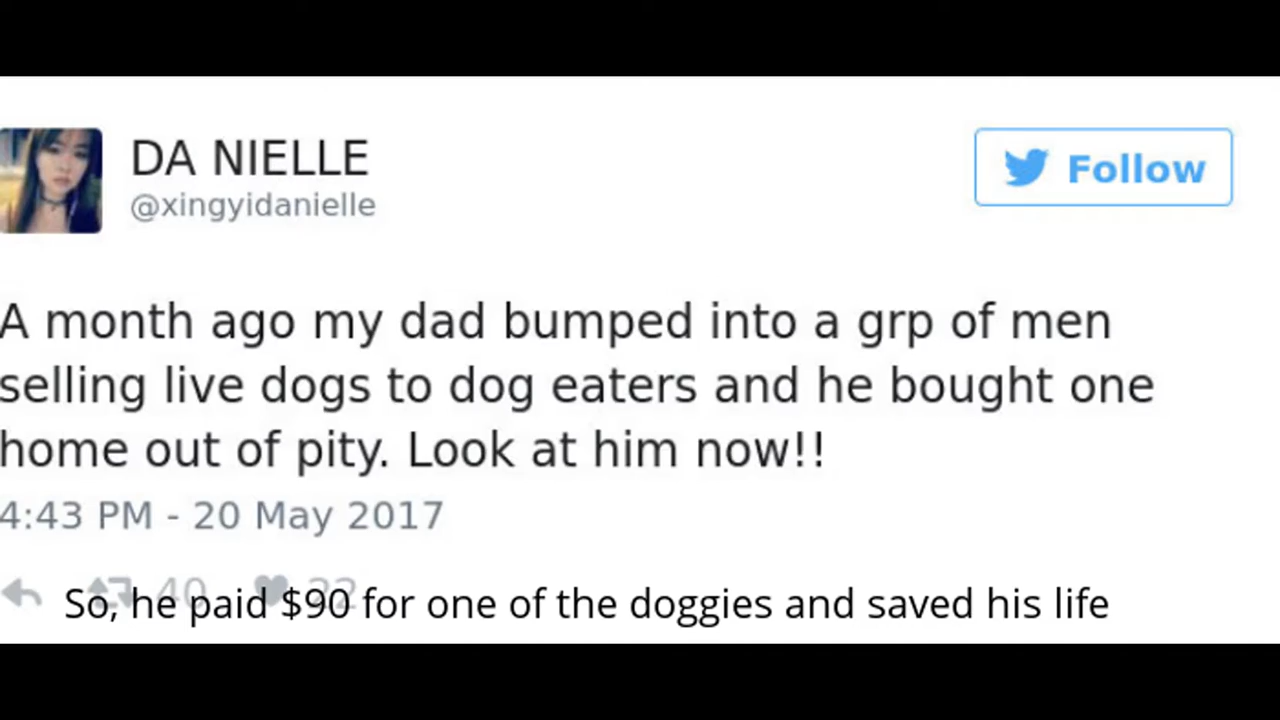 DA NIELLE
@xingyidanielle
Follow
A month ago my dad bumped into a grp of men
selling live dogs to dog eaters and he bought one
home out of pity. Look at him now!!
4:43 PM - 20 May 2017
40 22
So, he paid $90 for one of the doggies and saved his life